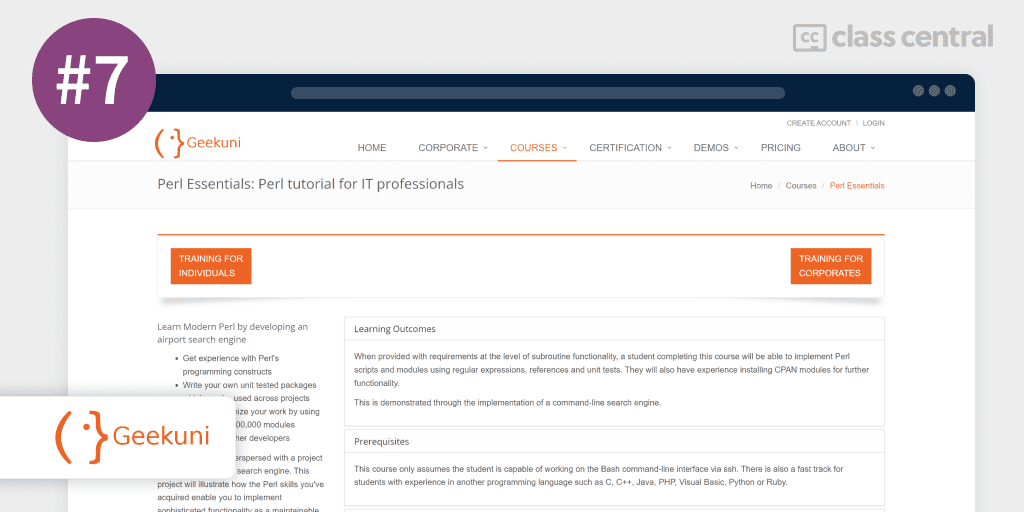 #7
class central
CREATE ACCOUNT | LOGIN
Geekuni
HOME CORPORATE COURSES CERTIFICATION DEMOS PRICING ABOUT
Perl Essentials: Perl tutorial for IT professionals
Home / Courses / Perl Essentials
TRAINING FOR
INDIVIDUALS
TRAINING FOR
CORPORATES
Learn Modern Perl by developing an
airport search engine
• Get experience with Perl's
programming constructs
• Write your own unit tested packages
used across projects
your work by using
00,000 modules
developers
with a project
search engine. This
project will illustrate how the Perl skills you've
acquired enable you to implement
sophisticated functionality as a maintainable
Learning Outcomes
When provided with requirements at the level of subroutine functionality, a student completing this course will be able to implement Perl
scripts and modules using regular expressions, references and unit tests. They will also have experience installing CPAN modules for further
functionality.
This is demonstrated through the implementation of a command-line search engine.
Prerequisites
This course only assumes the student is capable of working on the Bash command-line interface via ssh. There is also a fast track for
students with experience in another programming language such as C, C++, Java, PHP, Visual Basic, Python or Ruby.
Geekuni